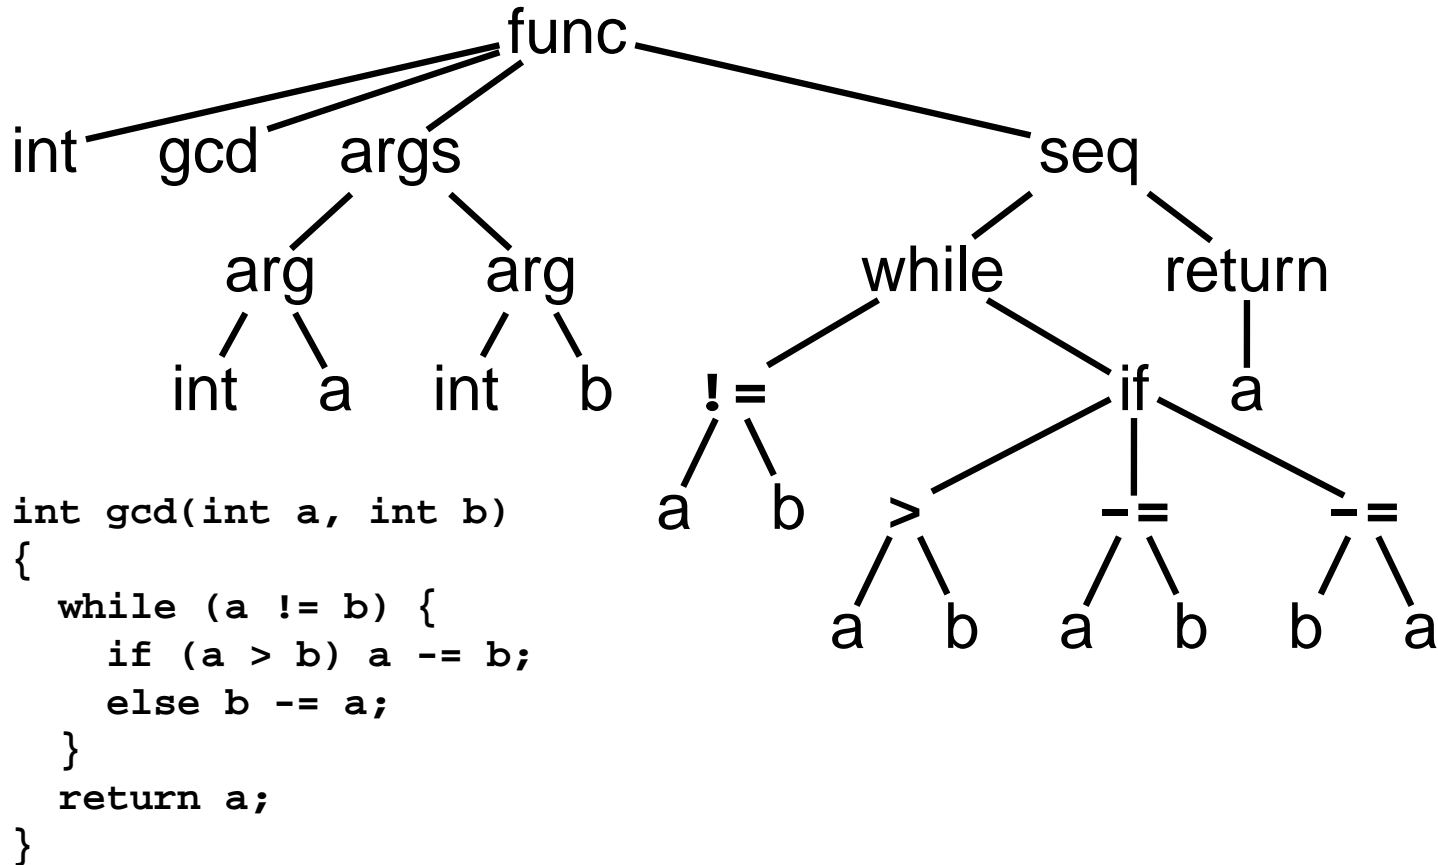 func
int gcd args seq
arg arg while return
int a int b != if a
a b > -= -=
a b a b b a
int gcd(int a, int b)
{
  while (a != b) {
    if (a > b) a -= b;
    else b -= a;
  }
  return a;
}